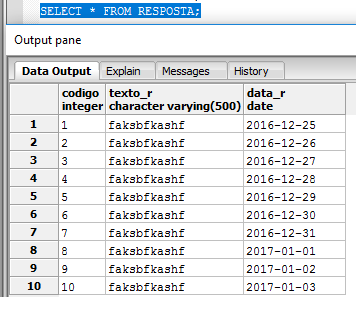 SELECT * FROM RESPOSTA;
Output pane
Data Output Explain Messages History
codigo texto_r data_r
integer character varying(500) date
1 1 faksbfkashf 2016-12-25
2 2 faksbfkashf 2016-12-26
3 3 faksbfkashf 2016-12-27
4 4 faksbfkashf 2016-12-28
5 5 faksbfkashf 2016-12-29
6 6 faksbfkashf 2016-12-30
7 7 faksbfkashf 2016-12-31
8 8 faksbfkashf 2017-01-01
9 9 faksbfkashf 2017-01-02
10 10 faksbfkashf 2017-01-03